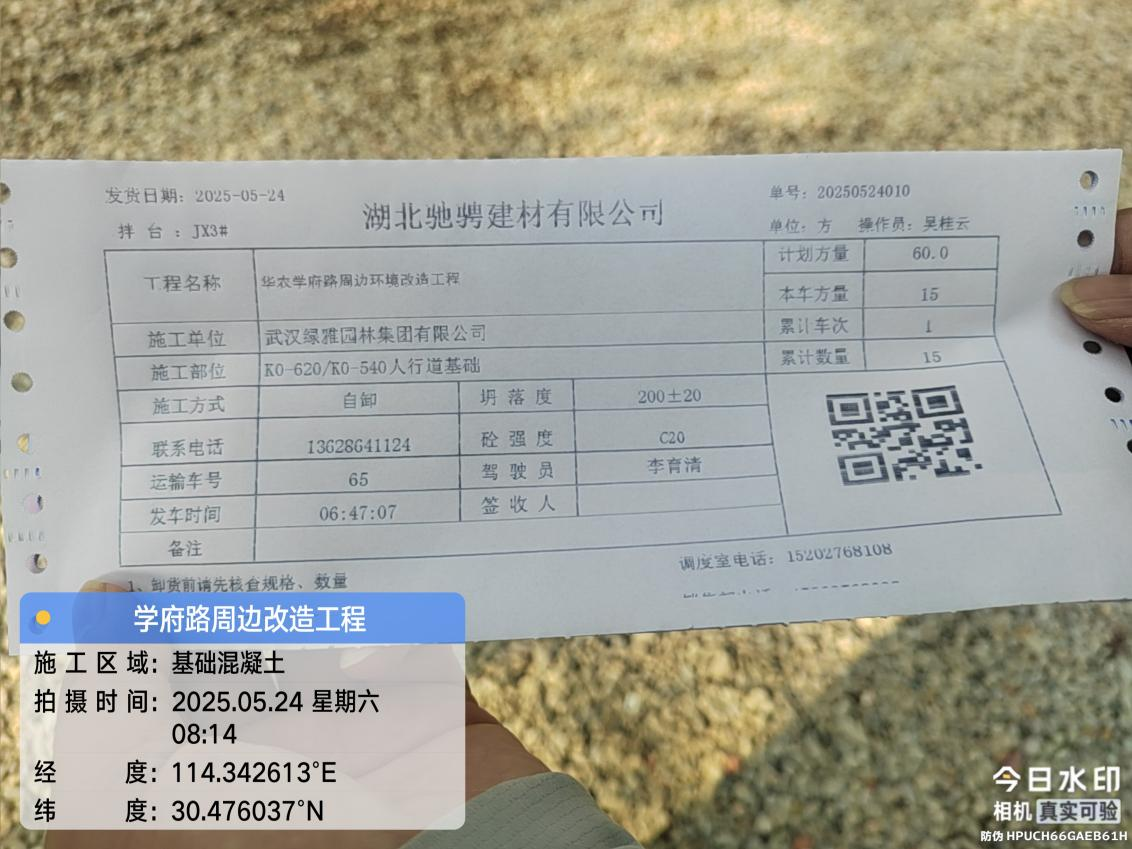 发货日期：2025-05-24
单号：20250524010
湖北驰骋建材有限公司
拌 台 ：JX3#
单位：方 操作员：吴桂云
工程名称 华农学府路周边环境改造工程 计划方量 60.0
本车方量 15
施工单位 武汉绿雅园林集团有限公司 累计车次 1
施工部位 K0-620/K0-540人行道基础 累计数量 15
施工方式 自卸 坍 落 度 200±20
联系电话 13628641124 砼 强 度 C20
运输车号 65 驾 驶 员 李育清
发车时间 06:47:07 签 收 人
备注
1、卸货前请先核查规格、数量
调度室电话：15202768108
学府路周边改造工程
施工区域：基础混凝土
拍摄时间：2025.05.24 星期六
08:14
经 度：114.342613°E
纬 度：30.476037°N
今日水印
相机 真实可验
防伪 HPUCH66GAEB61H